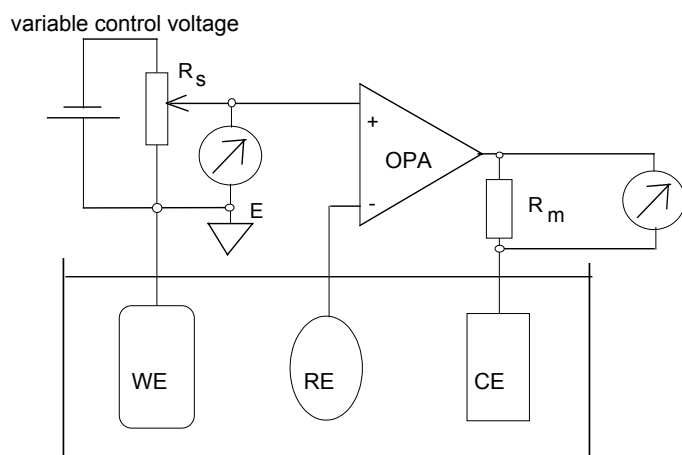 variable control voltage
R s
+
OPA
-
E
R m
WE
RE
CE